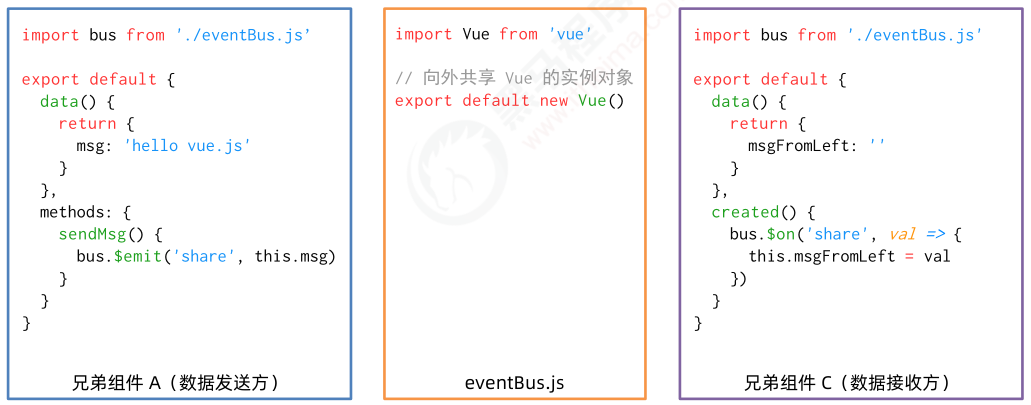 import bus from './eventBus.js'
export default {
data() {
return {
msg: 'hello vue.js'
}
},
methods: {
sendMsg() {
bus.$emit('share', this.msg)
}
}
}
兄弟组件 A（数据发送方）
import Vue from 'vue'
// 向外共享 Vue 的实例对象
export default new Vue()
eventBus.js
import bus from './eventBus.js'
export default {
data() {
return {
msgFromLeft: ''
}
},
created() {
bus.$on('share', val => {
this.msgFromLeft = val
})
}
}
兄弟组件 C（数据接收方）